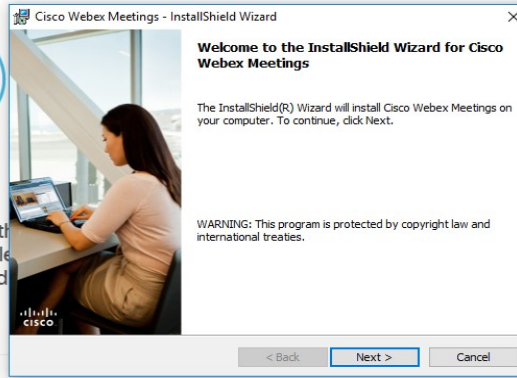 Cisco Webex Meetings - InstallShield Wizard
Welcome to the InstallShield Wizard for Cisco
Webex Meetings
The InstallShield(R) Wizard will install Cisco Webex Meetings on
your computer. To continue, click Next.
WARNING: This program is protected by copyright law and
international treaties.
CISCO
< Back
Next >
Cancel